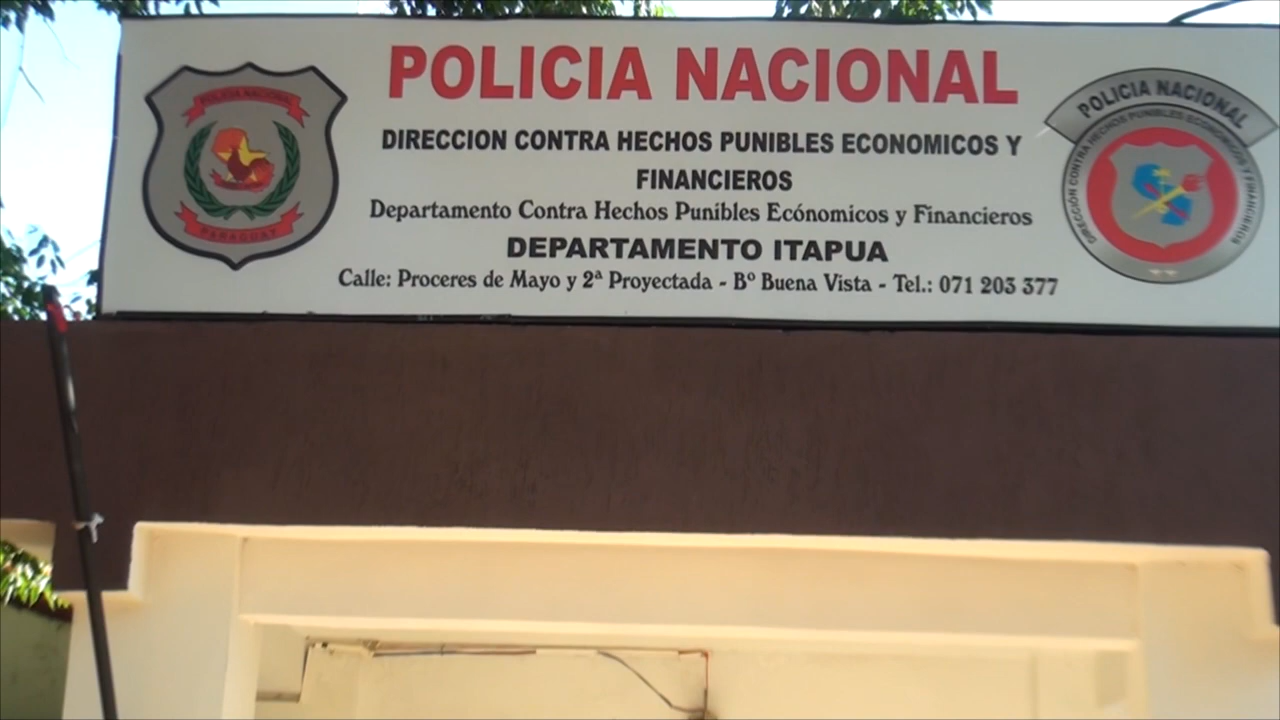 POLICIA NACIONAL
DIRECCION CONTRA HECHOS PUNIBLES ECONOMICOS Y
FINANCIEROS
Departamento Contra Hechos Punibles Ecónomicos y Financieros
DEPARTAMENTO ITAPUA
Calle: Proceres de Mayo y 2ª Proyectada - Bº Buena Vista - Tel.: 071 203 377
POLICIA NACIONAL
PARAGUAY
POLICIA NACIONAL
DIRECCIÓN CONTRA HECHOS PUNIBLES ECONOMICOS Y FINANCIEROS